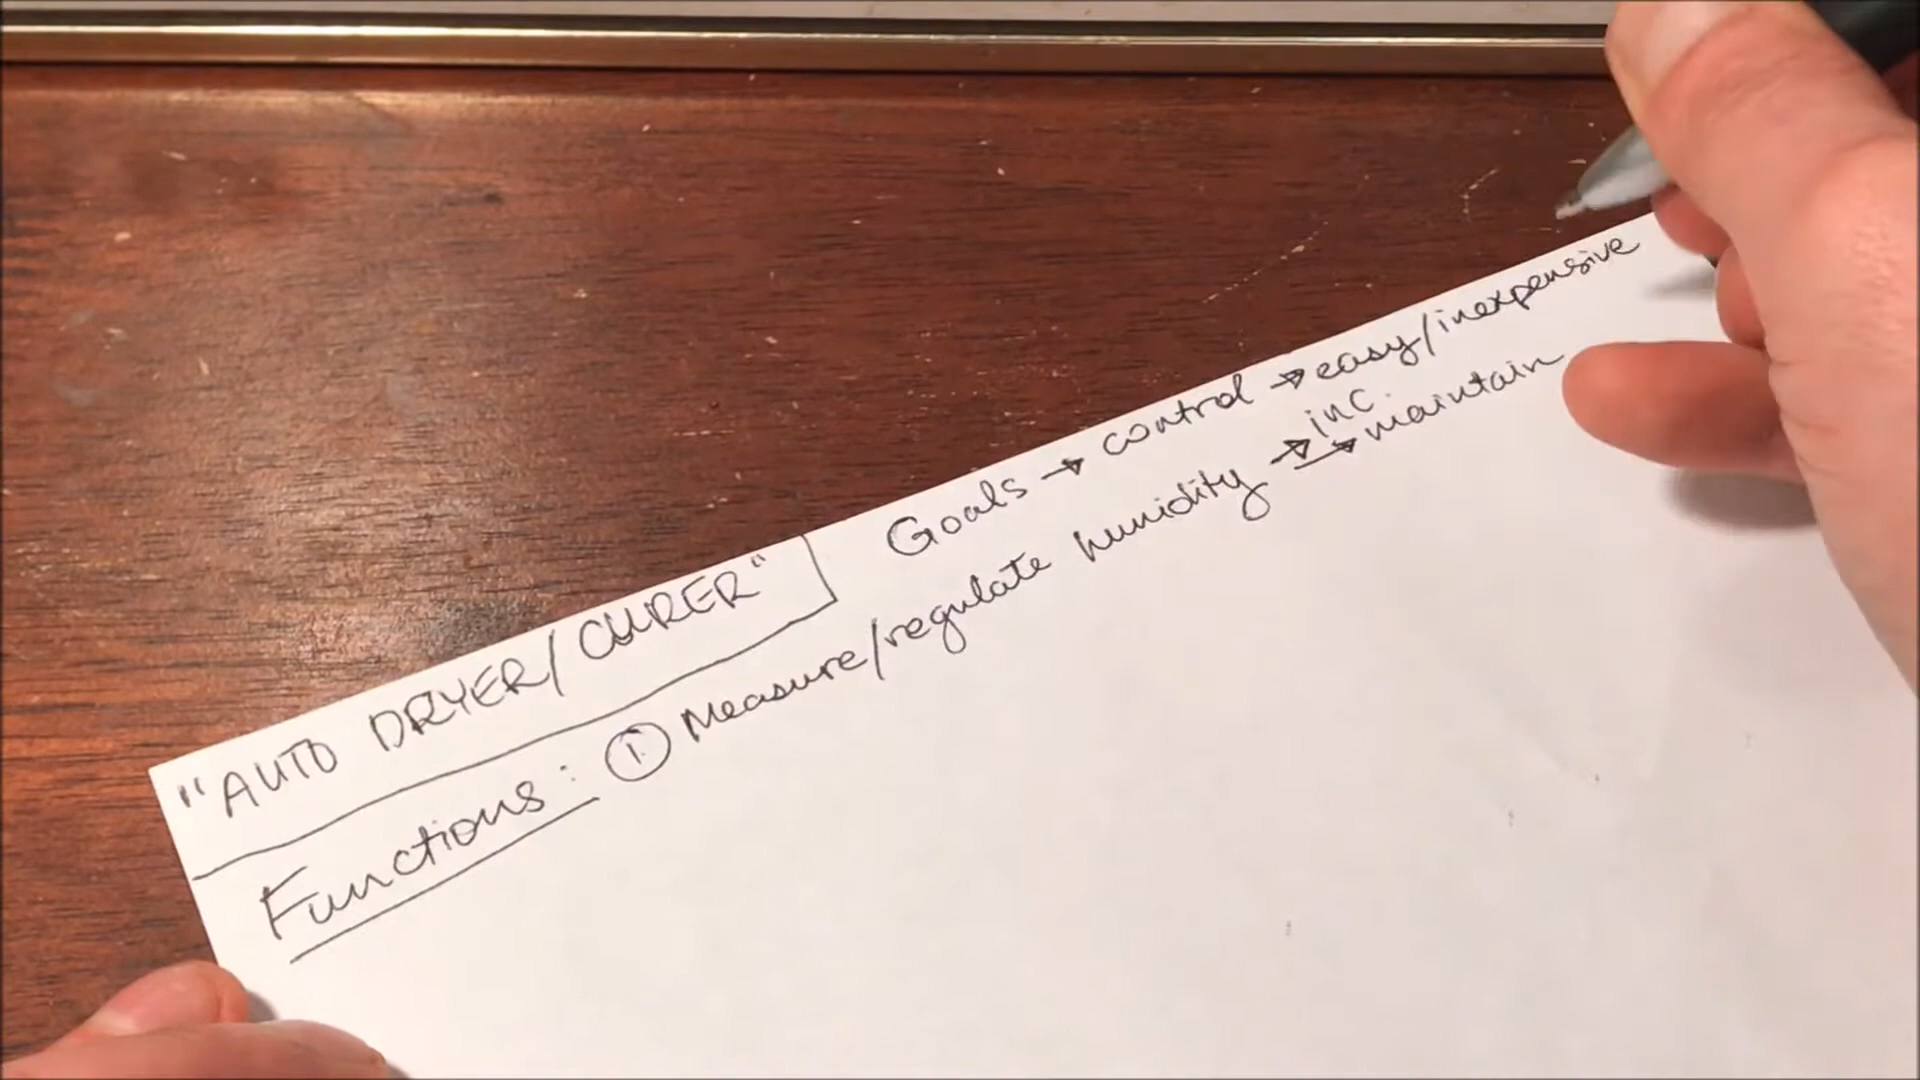 "AUTO DRYER/CURER" Goals → control → easy/inexpensive
Functions: ① Measure/regulate humidity → inc.
→ maintain